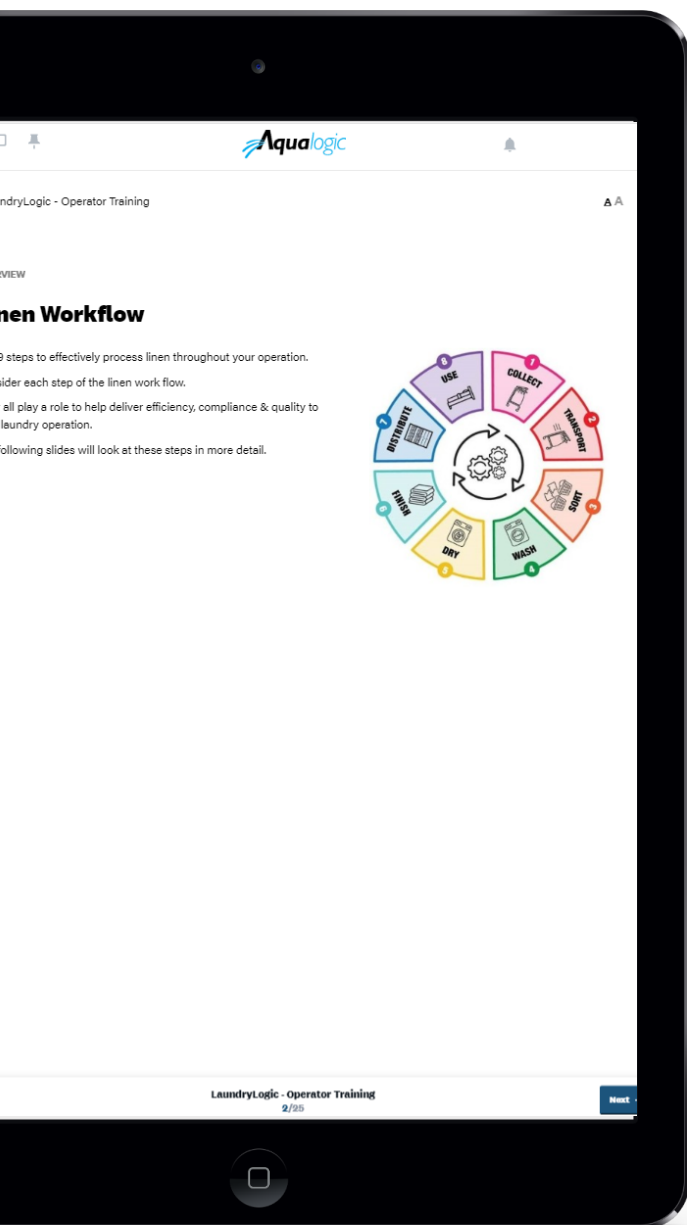 Aqualogic
ndryLogic - Operator Training
A A
RVIEW
nen Workflow
9 steps to effectively process linen throughout your operation.
sider each step of the linen work flow.
all play a role to help deliver efficiency, compliance & quality to
laundry operation.
following slides will look at these steps in more detail.
1
COLLECT
2
TRANSPORT
3
SORT
4
WASH
5
DRY
6
FINISH
7
DISTRIBUTE
8
USE
LaundryLogic - Operator Training
2/25
Next